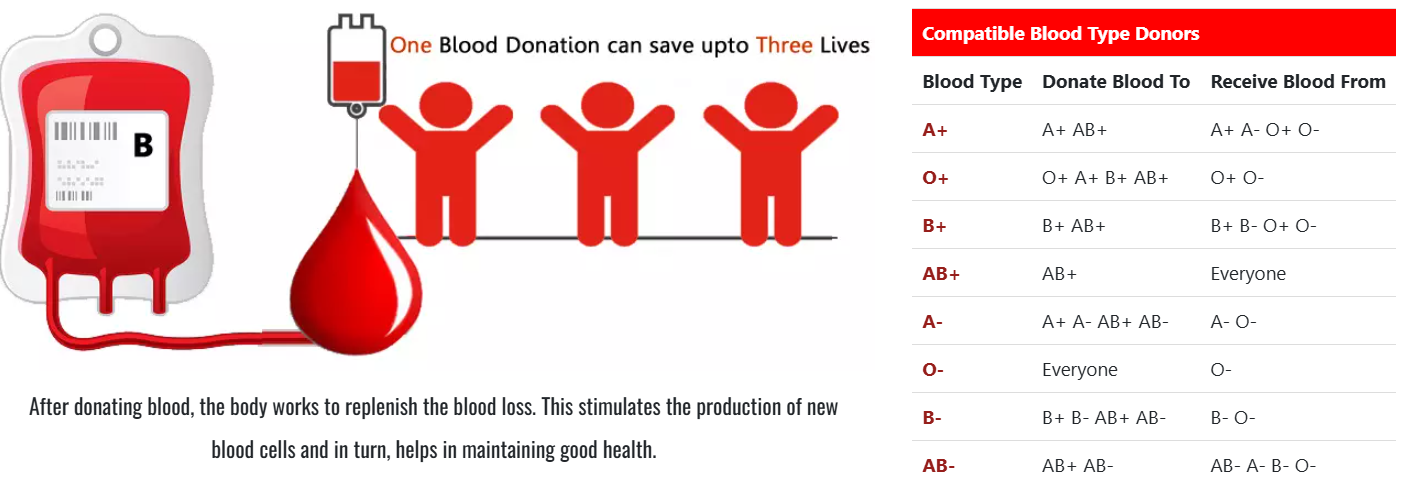 B
One Blood Donation can save upto Three Lives
After donating blood, the body works to replenish the blood loss. This stimulates the production of new
blood cells and in turn, helps in maintaining good health.
Compatible Blood Type Donors
Blood Type Donate Blood To Receive Blood From
A+ A+ AB+ A+ A- O+ O-
O+ O+ A+ B+ AB+ O+ O-
B+ B+ AB+ B+ B- O+ O-
AB+ AB+ Everyone
A- A+ A- AB+ AB- A- O-
O- Everyone O-
B- B+ B- AB+ AB- B- O-
AB- AB+ AB- AB- A- B- O-